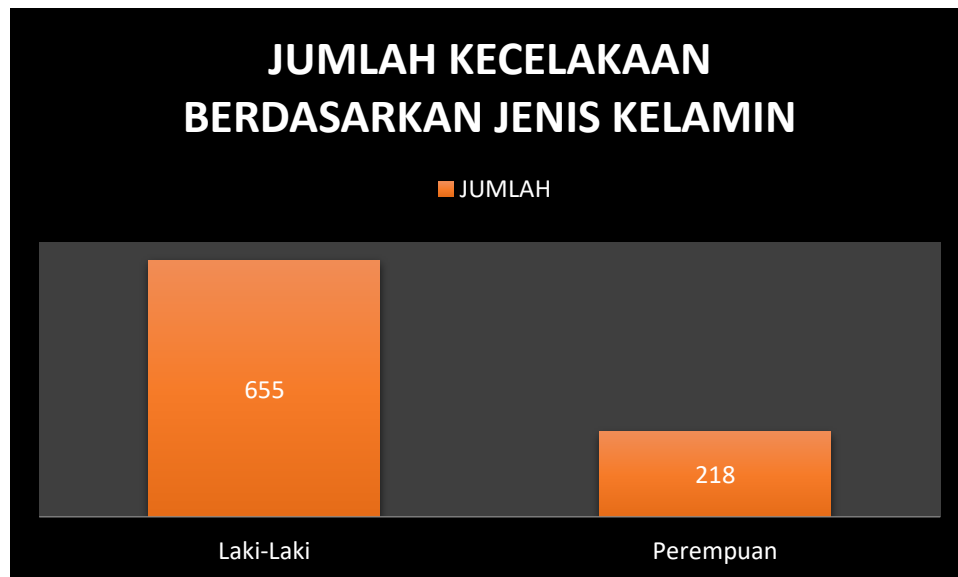 JUMLAH KECELAKAAN
BERDASARKAN JENIS KELAMIN
JUMLAH
655
218
Laki-Laki
Perempuan